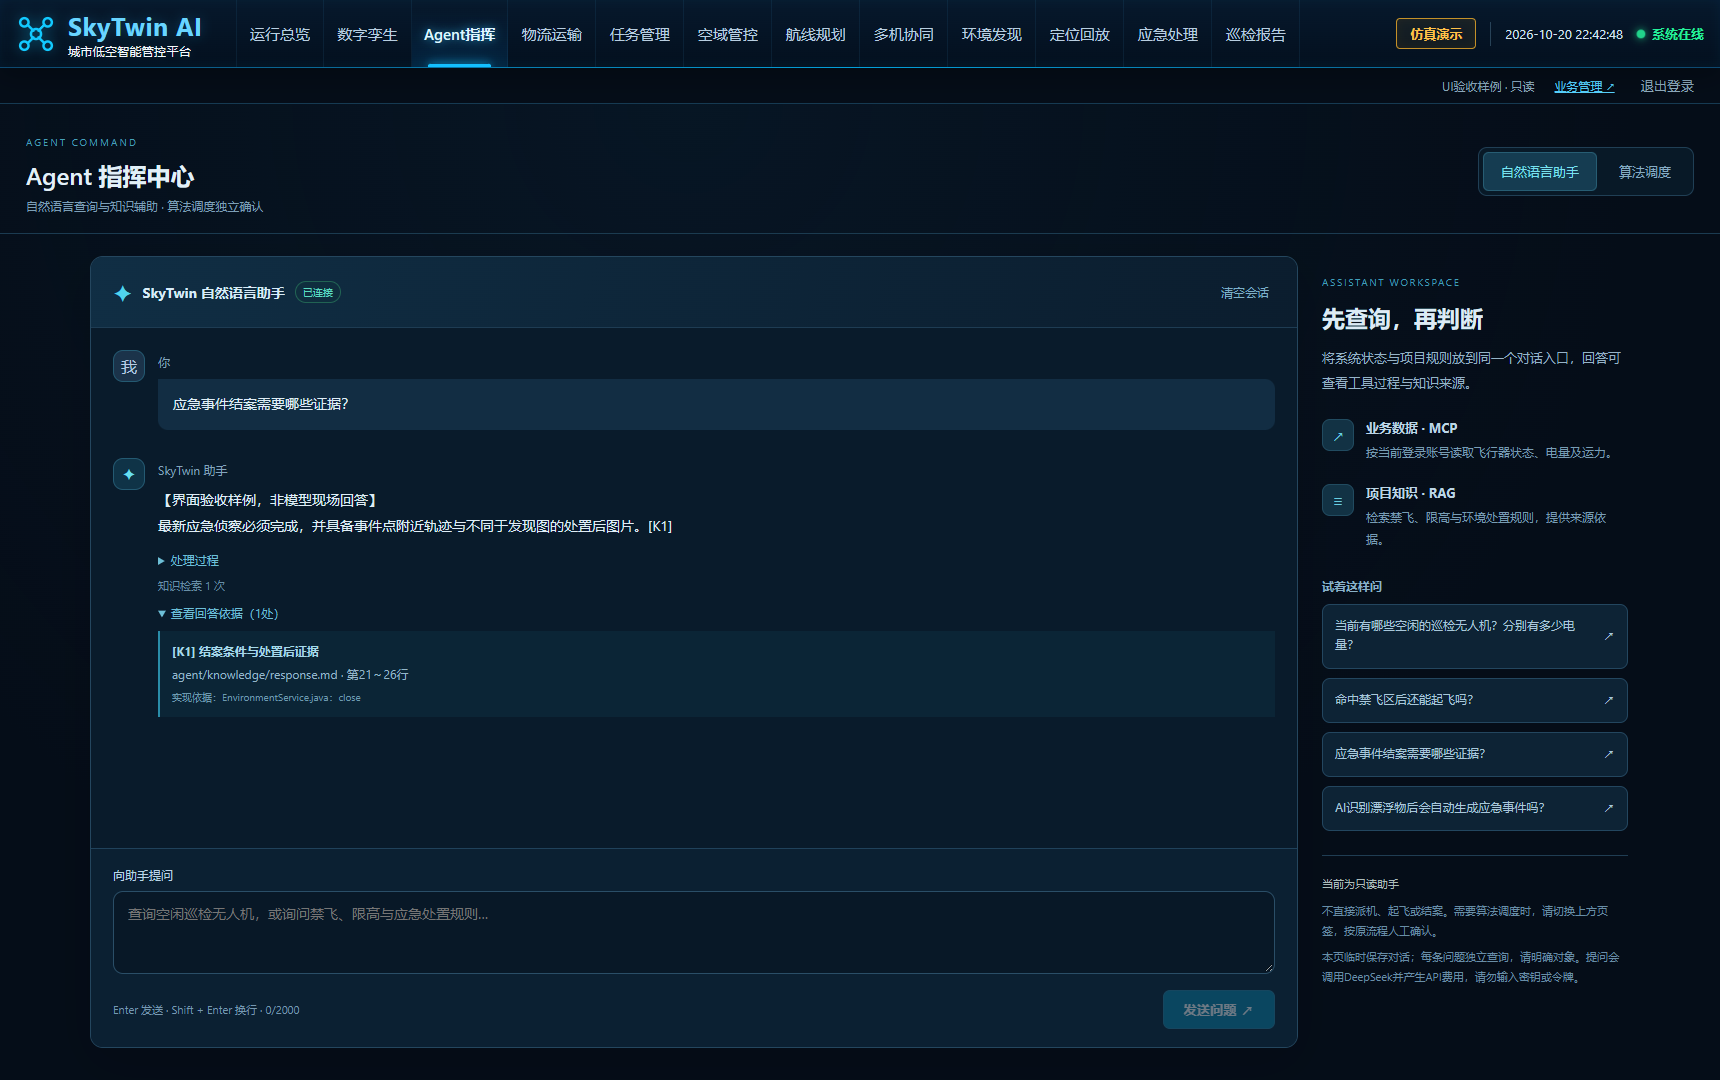 SkyTwin AI
城市低空智能管控平台
运行总览
数字孪生
Agent指挥
物流运输
任务管理
空域管控
航线规划
多机协同
环境发现
定位回放
应急处理
巡检报告
仿真演示
2026-10-20 22:42:48
系统在线
UI验收样例 · 只读
业务管理 ↗
退出登录
AGENT COMMAND
Agent 指挥中心
自然语言查询与知识辅助 · 算法调度独立确认
自然语言助手
算法调度
SkyTwin 自然语言助手
已连接
清空会话
我
你
应急事件结案需要哪些证据？
SkyTwin 助手
【界面验收样例，非模型现场回答】
最新应急侦察必须完成，并具备事件点附近轨迹与不同于发现图的处置后图片。[K1]
▶ 处理过程
知识检索 1 次
▼ 查看回答依据（1处）
[K1] 结案条件与处置后证据
agent/knowledge/response.md · 第21～26行
实现依据：EnvironmentService.java：close
向助手提问
查询空闲巡检无人机，或询问禁飞、限高与应急处置规则...
Enter 发送 · Shift + Enter 换行 · 0/2000
发送问题 ↗
ASSISTANT WORKSPACE
先查询，再判断
将系统状态与项目规则放到同一个对话入口，回答可
查看工具过程与知识来源。
业务数据 · MCP
按当前登录账号读取飞行器状态、电量及运力。
项目知识 · RAG
检索禁飞、限高与环境处置规则，提供来源依
据。
试着这样问
当前有哪些空闲的巡检无人机？分别有多少电
量？
命中禁飞区后还能起飞吗？
应急事件结案需要哪些证据？
AI识别漂浮物后会自动生成应急事件吗？
当前为只读助手
不直接派机、起飞或结案。需要算法调度时，请切换上方页
签，按原流程人工确认。
本页临时保存对话；每条问题独立查询，请明确对象。提问会
调用DeepSeek并产生API费用，请勿输入密钥或令牌。